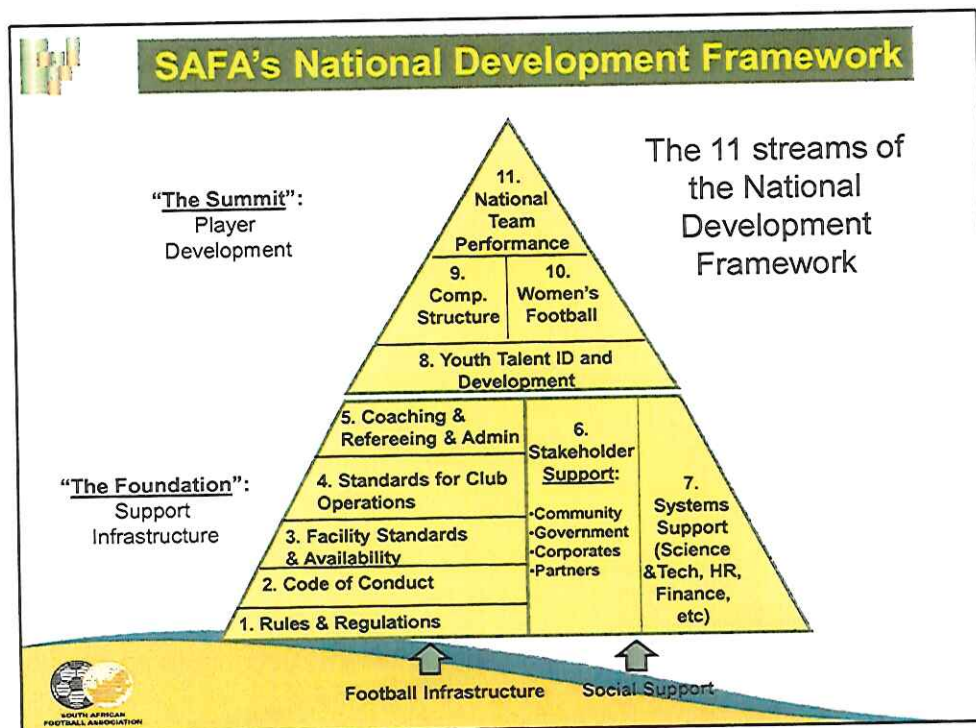 SAFA's National Development Framework
The 11 streams of
the National
Development
Framework
"The Summit":
Player
Development
11.
National
Team
Performance
9.
Comp.
Structure
10.
Women's
Football
8. Youth Talent ID and
Development
"The Foundation":
Support
Infrastructure
5. Coaching &
Refereeing & Admin
4. Standards for Club
Operations
3. Facility Standards
& Availability
2. Code of Conduct
1. Rules & Regulations
6.
Stakeholder
Support:
•Community
•Government
•Corporates
•Partners
7.
Systems
Support
(Science
&Tech, HR,
Finance,
etc)
Football Infrastructure
Social Support
SOUTH AFRICAN
FOOTBALL ASSOCIATION